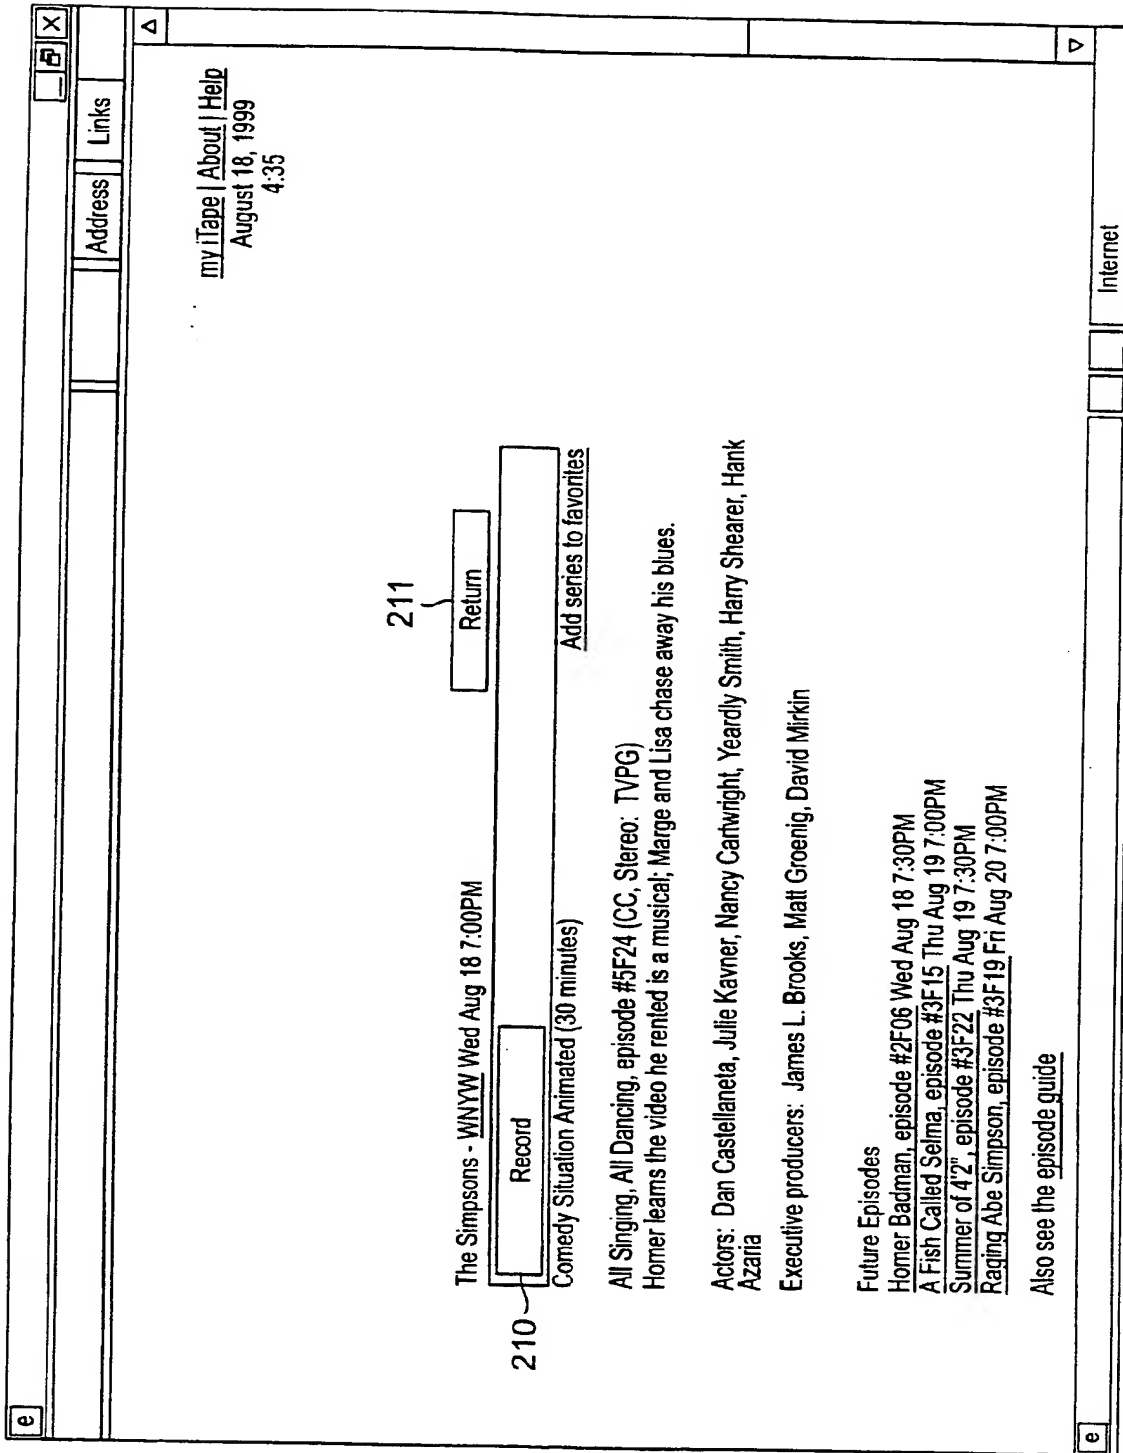 e
X
Address
Links
my iTape | About | Help
August 18, 1999
4:35
211
Return
The Simpsons - WNYW Wed Aug 18 7:00PM
210
Record
Comedy Situation Animated (30 minutes)
Add series to favorites
All Singing, All Dancing, episode #5F24 (CC, Stereo: TVPG)
Homer learns the video he rented is a musical; Marge and Lisa chase away his blues.
Actors: Dan Castellaneta, Julie Kavner, Nancy Cartwright, Yeardly Smith, Harry Shearer, Hank
Azaria
Executive producers: James L. Brooks, Matt Groenig, David Mirkin
Future Episodes
Homer Badman, episode #2F06 Wed Aug 18 7:30PM
A Fish Called Selma, episode #3F15 Thu Aug 19 7:00PM
Summer of 4'2", episode #3F22 Thu Aug 19 7:30PM
Raging Abe Simpson, episode #3F19 Fri Aug 20 7:00PM
Also see the episode guide
e
Internet